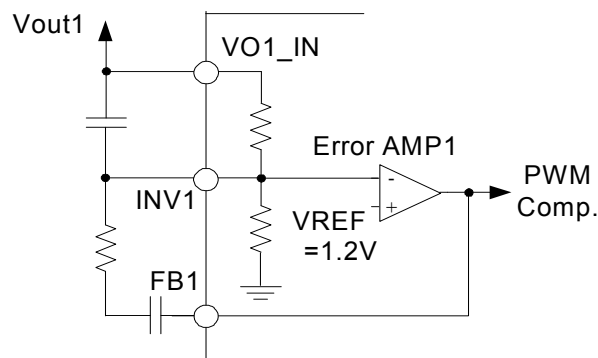 Vout1
VO1_IN
Error AMP1
-
+
PWM
Comp.
INV1
VREF
=1.2V
FB1